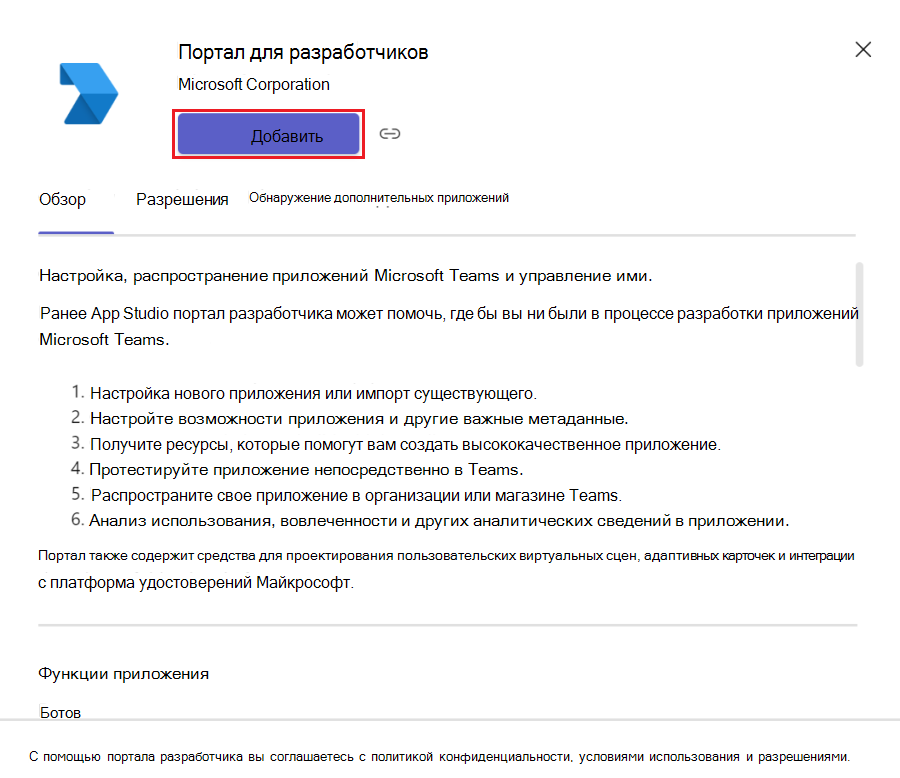 Портал для разработчиков
Microsoft Corporation
Добавить
Обзор Разрешения Обнаружение дополнительных приложений
Настройка, распространение приложений Microsoft Teams и управление ими.
Ранее App Studio портал разработчика может помочь, где бы вы ни были в процессе разработки приложений
Microsoft Teams.
1. Настройка нового приложения или импорт существующего.
2. Настройте возможности приложения и другие важные метаданные.
3. Получите ресурсы, которые помогут вам создать высококачественное приложение.
4. Протестируйте приложение непосредственно в Teams.
5. Распространите свое приложение в организации или магазине Teams.
6. Анализ использования, вовлеченности и других аналитических сведений в приложении.
Портал также содержит средства для проектирования пользовательских виртуальных сцен, адаптивных карточек и интеграции
с платформа удостоверений Майкрософт.
Функции приложения
Ботов
С помощью портала разработчика вы соглашаетесь с политикой конфиденциальности, условиями использования и разрешениями.